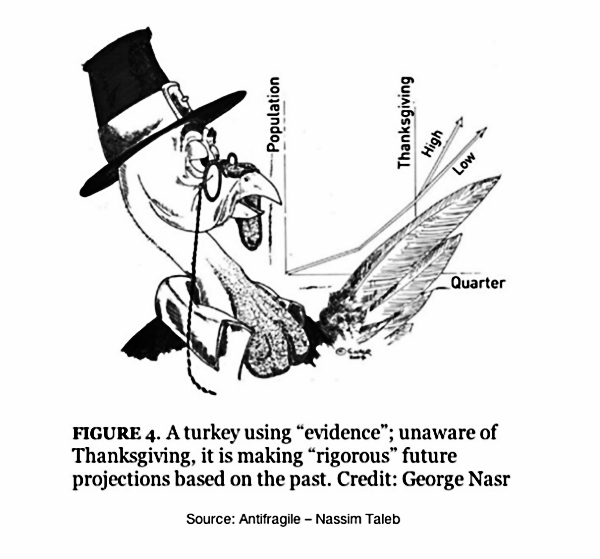 Population
Thanksgiving
High
Low
Quarter
FIGURE 4. A turkey using “evidence”; unaware of
Thanksgiving, it is making “rigorous” future
projections based on the past. Credit: George Nasr
Source: Antifragile – Nassim Taleb